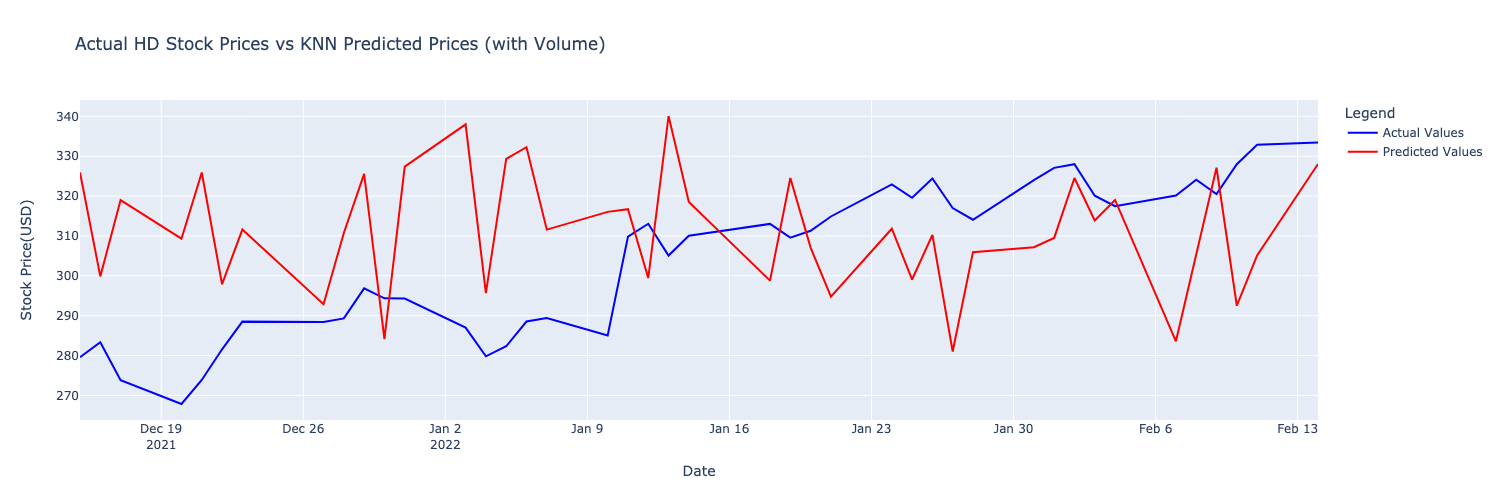 Actual HD Stock Prices vs KNN Predicted Prices (with Volume)
Legend
Actual Values
Predicted Values
Stock Price(USD)
340
330
320
310
300
290
280
270
Dec 19
2021
Dec 26
Jan 2
2022
Jan 9
Jan 16
Jan 23
Jan 30
Feb 6
Feb 13
Date